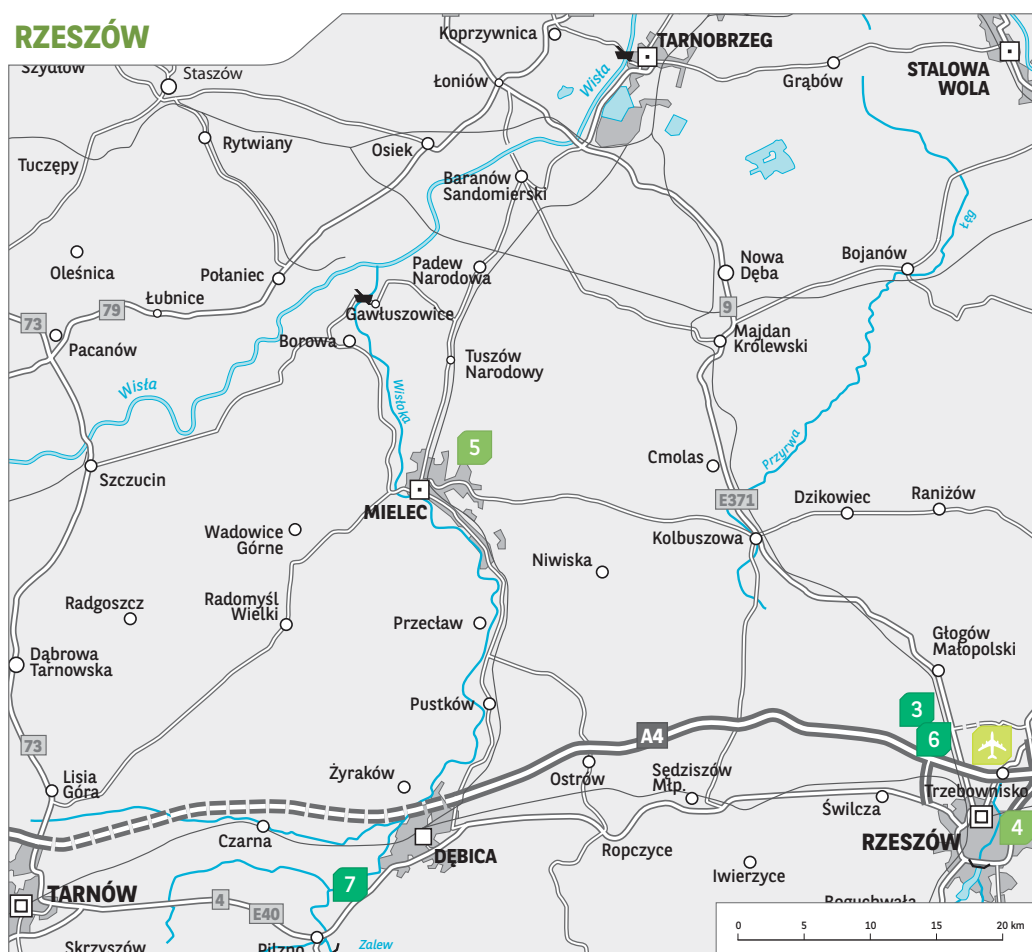 RZESZÓW
Koprzywnica
TARNOBRZEG
Szydłów
Staszów
Łoniów
Wisła
Grąbów
STALOWA
WOLA
Rytwiany
Osiek
Tuczępy
Baranów
Sandomierski
Łęg
Oleśnica
Połaniec
Padew
Narodowa
Nowa
Dęba
Bojanów
79
Łubnice
Gawłuszowice
9
73
Pacanów
Borowa
Majdan
Królewski
Tuszów
Narodowy
Wisła
Wisłoka
5
Przyrwa
Szczucin
Cmolas
MIELEC
E371
Dzikowiec
Raniżów
Wadowice
Górne
Kolbuszowa
Niwiska
Radgoszcz
Radomyśl
Wielki
Przecław
Głogów
Małopolski
Dąbrowa
Tarnowska
Pustków
3
6
A4
73
Lisia
Góra
Żyraków
Ostrów
Sędziszów
Młp.
Trzebownisko
Świlcza
Czarna
DĘBICA
Ropczyce
RZESZÓW
4
Iwierzyce
7
TARNÓW
4
E40
Boguchwała
Skrzyszów
Pilzno
Zalew
0 5 10 15 20 km